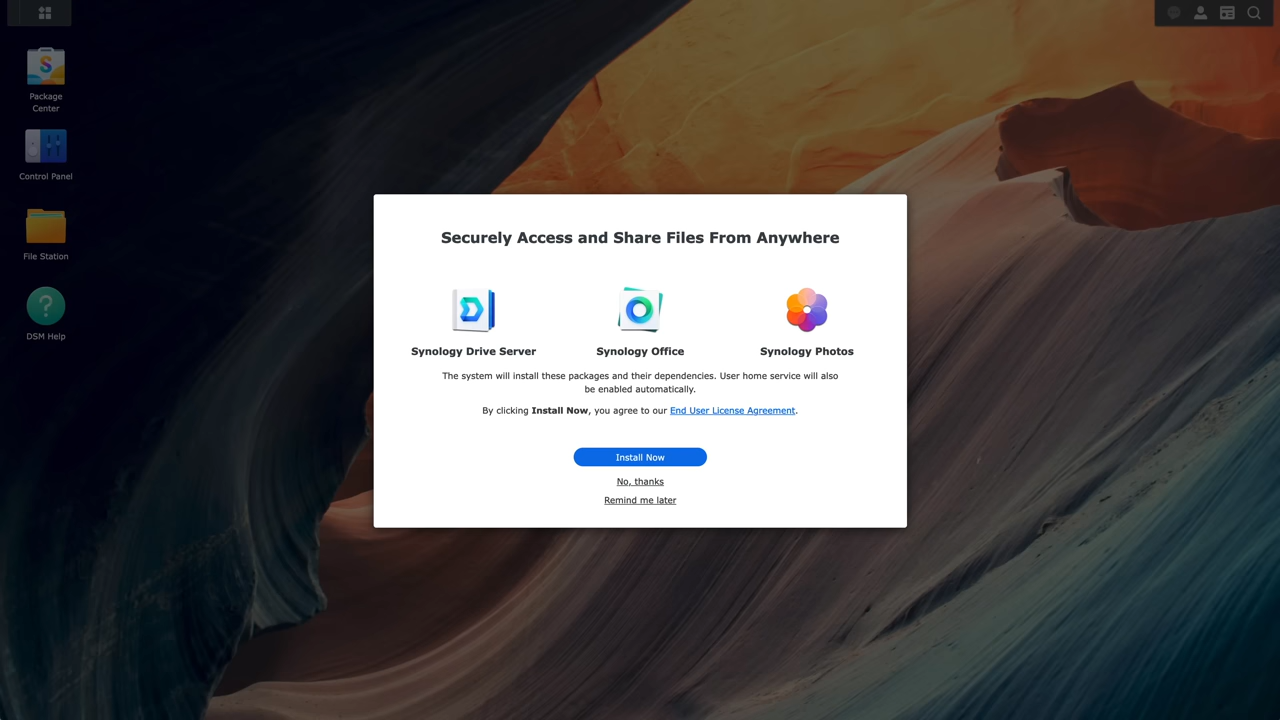 Package
Center
Control Panel
File Station
DSM Help
Securely Access and Share Files From Anywhere
Synology Drive Server
Synology Office
Synology Photos
The system will install these packages and their dependencies. User home service will also
be enabled automatically.
By clicking Install Now, you agree to our End User License Agreement.
Install Now
No, thanks
Remind me later